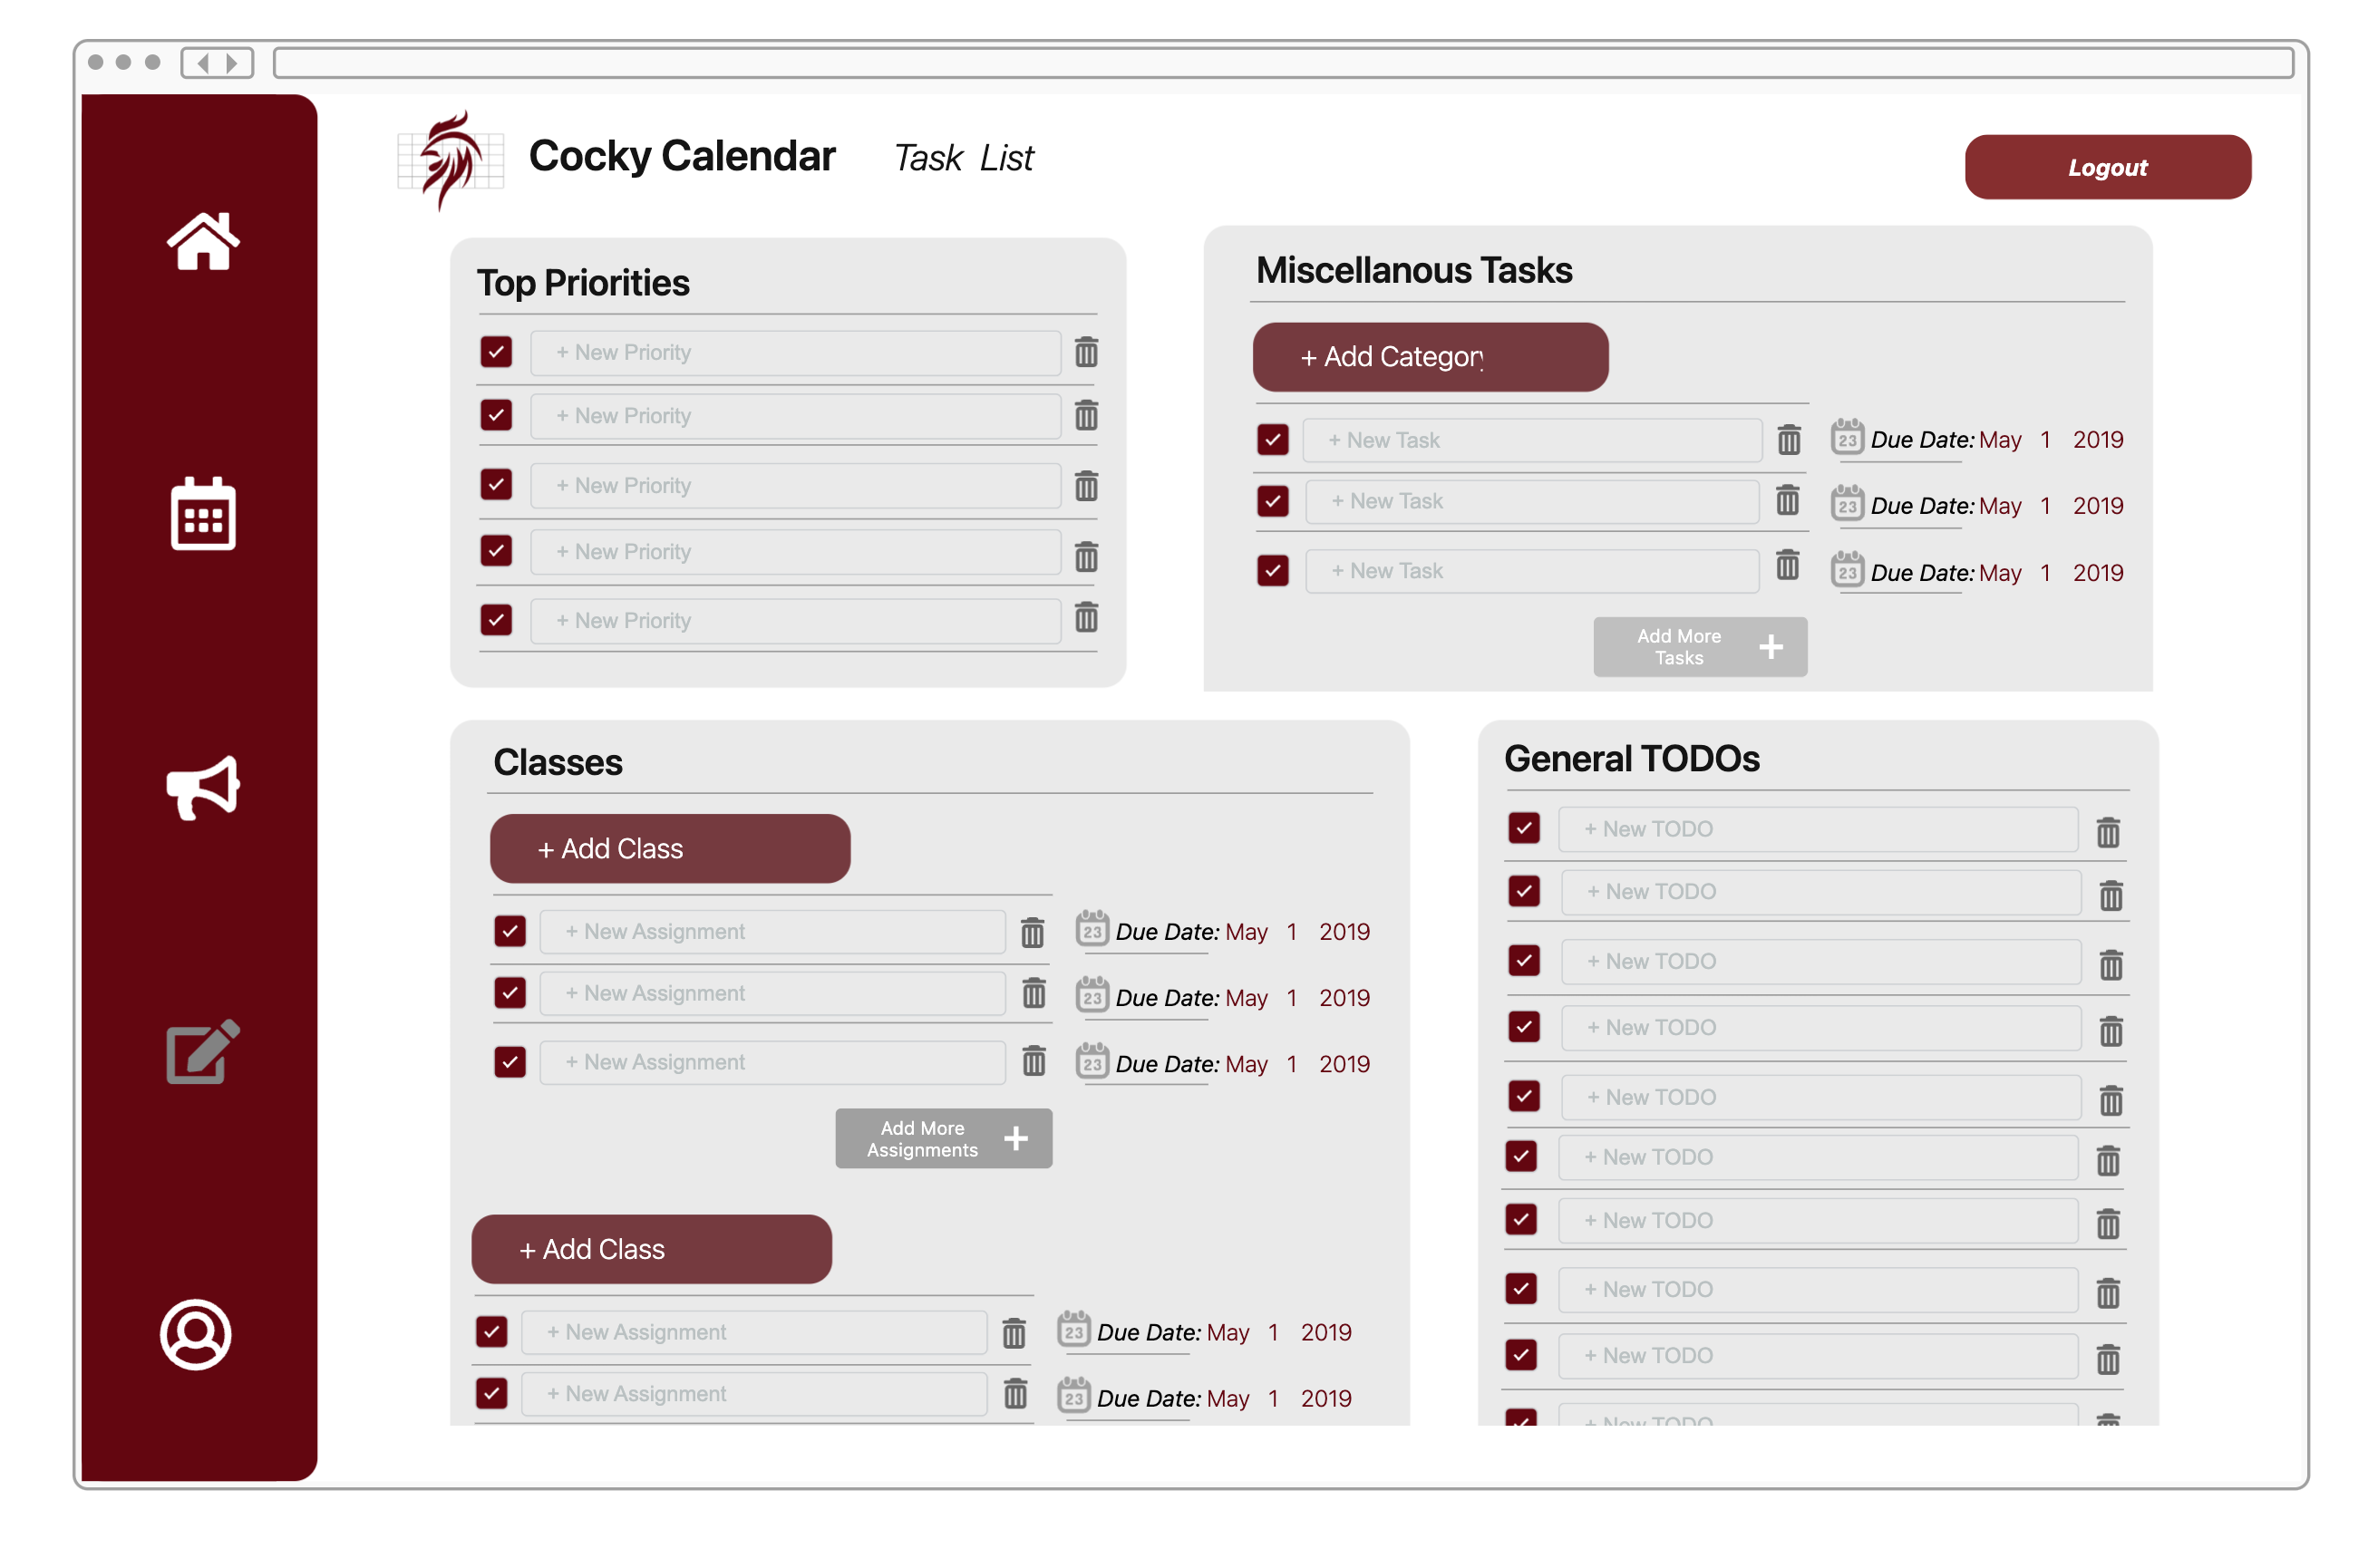 Cocky Calendar
Task List
Logout
Top Priorities
+ New Priority
+ New Priority
+ New Priority
+ New Priority
+ New Priority
Miscellanous Tasks
+ Add Category
+ New Task
23 Due Date: May 1 2019
+ New Task
23 Due Date: May 1 2019
+ New Task
23 Due Date: May 1 2019
Add More
Tasks
Classes
+ Add Class
+ New Assignment
23 Due Date: May 1 2019
+ New Assignment
23 Due Date: May 1 2019
+ New Assignment
23 Due Date: May 1 2019
Add More
Assignments
+ Add Class
+ New Assignment
23 Due Date: May 1 2019
+ New Assignment
23 Due Date: May 1 2019
General TODOs
+ New TODO
+ New TODO
+ New TODO
+ New TODO
+ New TODO
+ New TODO
+ New TODO
+ New TODO
+ New TODO
+ New TODO